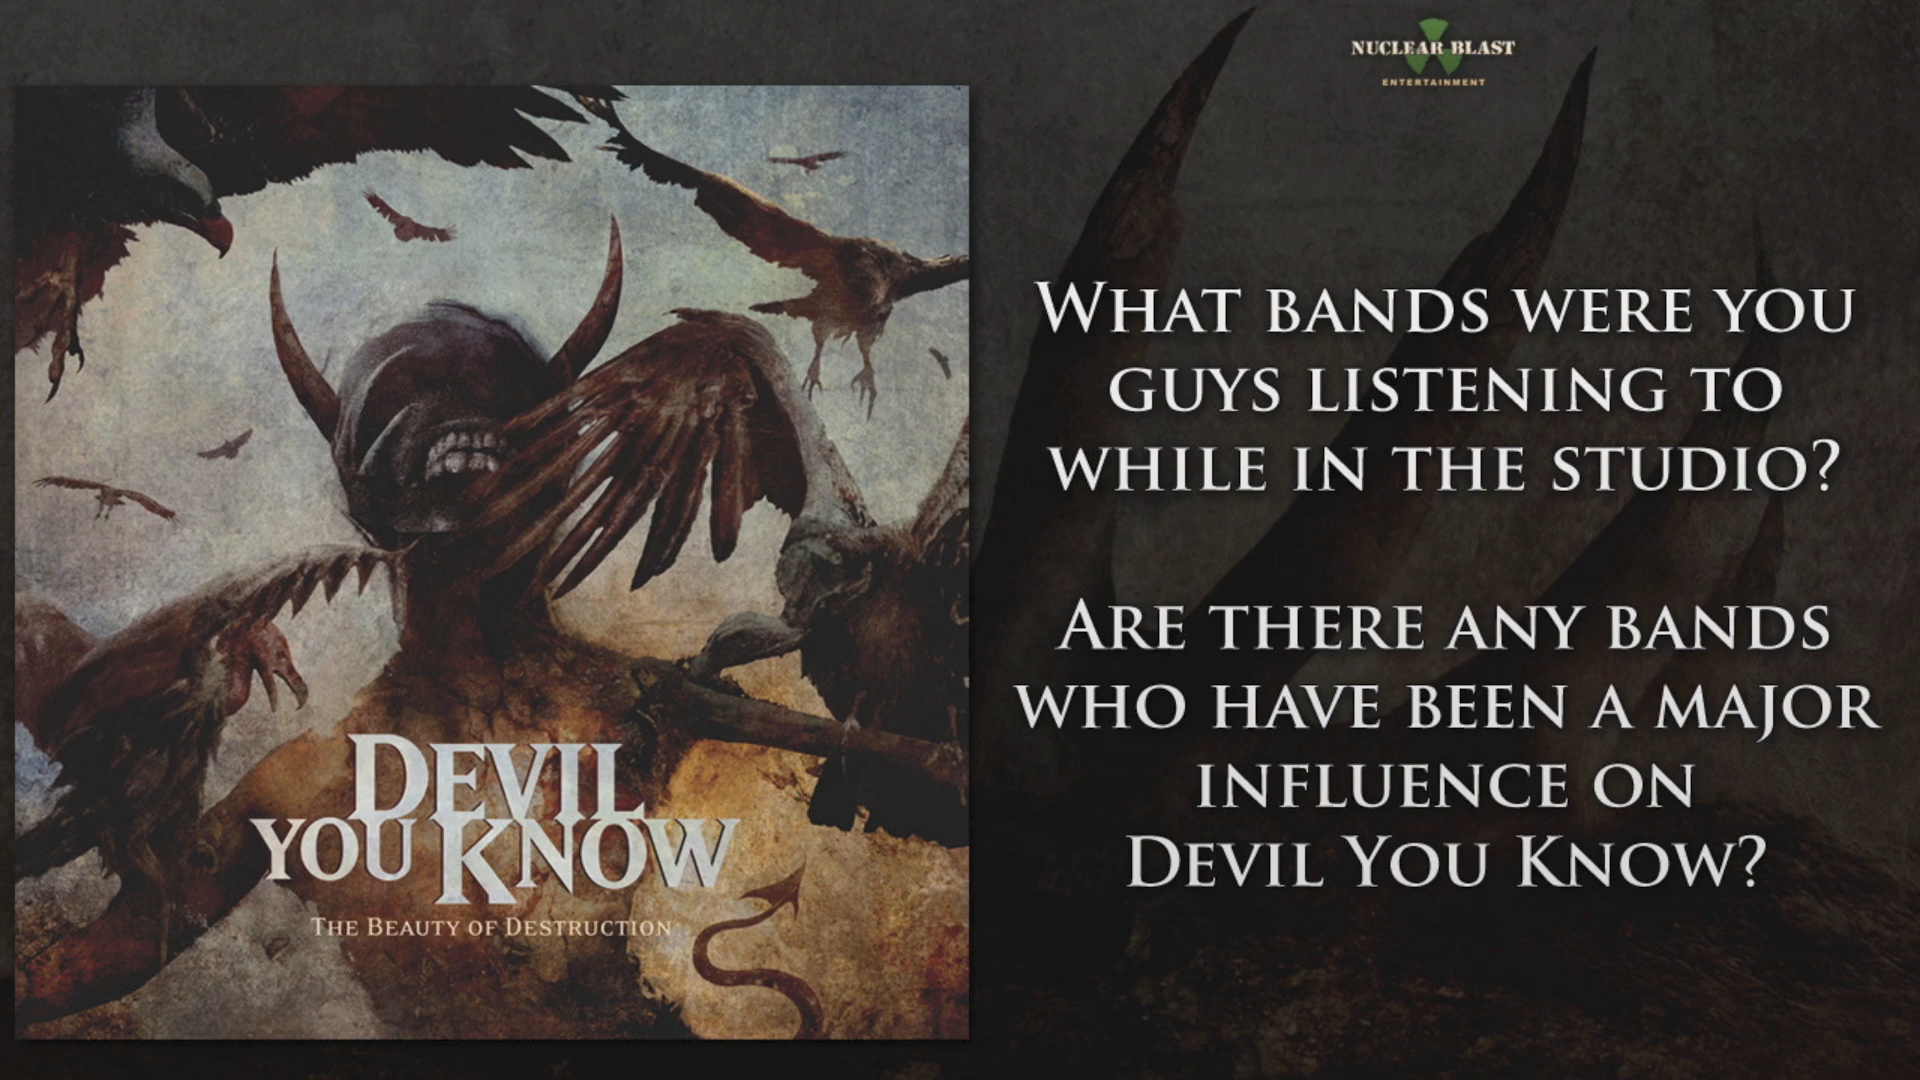 NUCLEAR BLAST
ENTERTAINMENT
WHAT BANDS WERE YOU
GUYS LISTENING TO
WHILE IN THE STUDIO?
ARE THERE ANY BANDS
WHO HAVE BEEN A MAJOR
INFLUENCE ON
DEVIL YOU KNOW?
DEVIL
YOU KNOW
THE BEAUTY OF DESTRUCTION